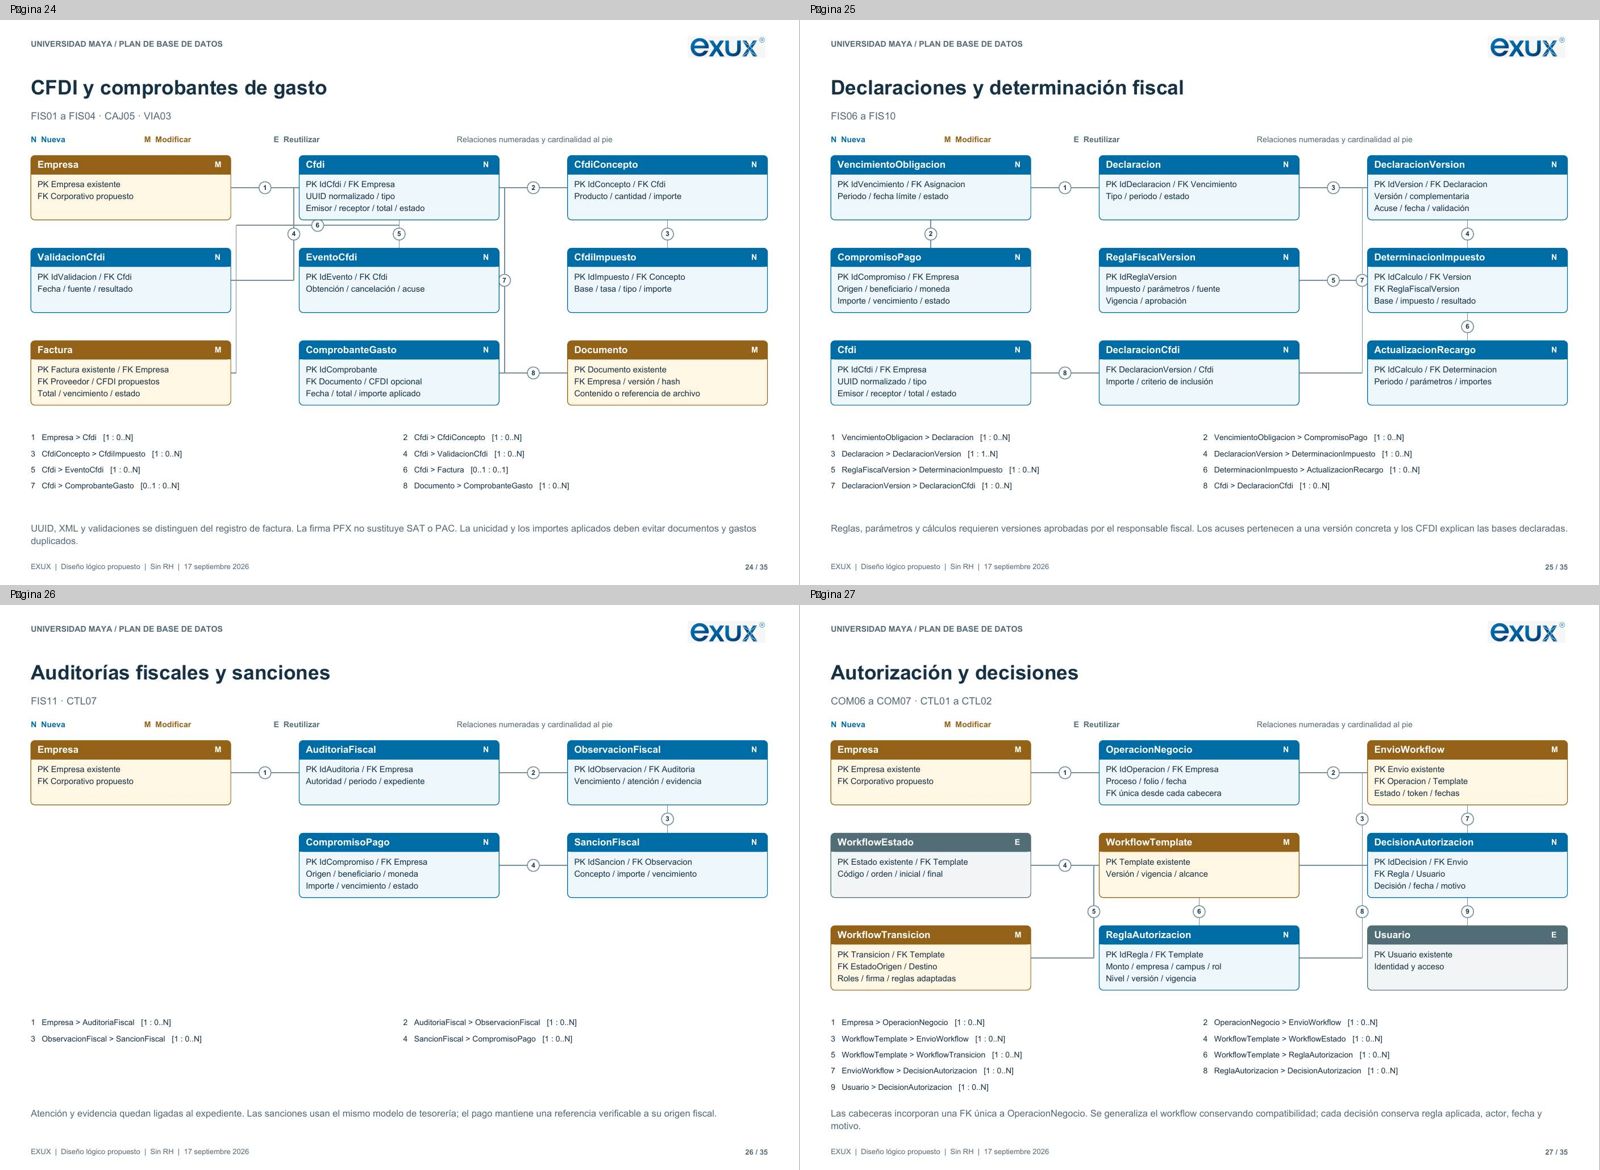 Página 24
UNIVERSIDAD MAYA / PLAN DE BASE DE DATOS
exux®
CFDI y comprobantes de gasto
FIS01 a FIS04 · CAJ05 · VIA03
N Nueva
M Modificar
E Reutilizar
Relaciones numeradas y cardinalidad al pie
Empresa M
PK Empresa existente
FK Corporativo propuesto
1
Cfdi N
PK IdCfdi / FK Empresa
UUID normalizado / tipo
Emisor / receptor / total / estado
2
CfdiConcepto N
PK IdConcepto / FK Cfdi
Producto / cantidad / importe
6
4
5
3
ValidacionCfdi N
PK IdValidacion / FK Cfdi
Fecha / fuente / resultado
EventoCfdi N
PK IdEvento / FK Cfdi
Obtención / cancelación / acuse
7
CfdiImpuesto N
PK IdImpuesto / FK Concepto
Base / tasa / tipo / importe
Factura M
PK Factura existente / FK Empresa
FK Proveedor / CFDI propuestos
Total / vencimiento / estado
ComprobanteGasto N
PK IdComprobante
FK Documento / CFDI opcional
Fecha / total / importe aplicado
8
Documento M
PK Documento existente
FK Empresa / versión / hash
Contenido o referencia de archivo
1 Empresa > Cfdi [1 : 0..N]
2 Cfdi > CfdiConcepto [1 : 0..N]
3 CfdiConcepto > CfdiImpuesto [1 : 0..N]
4 Cfdi > ValidacionCfdi [1 : 0..N]
5 Cfdi > EventoCfdi [1 : 0..N]
6 Cfdi > Factura [0..1 : 0..1]
7 Cfdi > ComprobanteGasto [0..1 : 0..N]
8 Documento > ComprobanteGasto [1 : 0..N]
UUID, XML y validaciones se distinguen del registro de factura. La firma PFX no sustituye SAT o PAC. La unicidad y los importes aplicados deben evitar documentos y gastos
duplicados.
EXUX | Diseño lógico propuesto | Sin RH | 17 septiembre 2026
24 / 35
Página 25
UNIVERSIDAD MAYA / PLAN DE BASE DE DATOS
exux®
Declaraciones y determinación fiscal
FIS06 a FIS10
N Nueva
M Modificar
E Reutilizar
Relaciones numeradas y cardinalidad al pie
VencimientoObligacion N
PK IdVencimiento / FK Asignacion
Periodo / fecha límite / estado
1
Declaracion N
PK IdDeclaracion / FK Vencimiento
Tipo / periodo / estado
3
DeclaracionVersion N
PK IdVersion / FK Declaracion
Versión / complementaria
Acuse / fecha / validación
2
4
CompromisoPago N
PK IdCompromiso / FK Empresa
Origen / beneficiario / moneda
Importe / vencimiento / estado
ReglaFiscalVersion N
PK IdReglaVersion
Impuesto / parámetros / fuente
Vigencia / aprobación
5
7
DeterminacionImpuesto N
PK IdCalculo / FK Version
FK ReglaFiscalVersion
Base / impuesto / resultado
6
Cfdi N
PK IdCfdi / FK Empresa
UUID normalizado / tipo
Emisor / receptor / total / estado
8
DeclaracionCfdi N
FK DeclaracionVersion / Cfdi
Importe / criterio de inclusión
ActualizacionRecargo N
PK IdCalculo / FK Determinacion
Periodo / parámetros / importes
1 VencimientoObligacion > Declaracion [1 : 0..N]
2 VencimientoObligacion > CompromisoPago [1 : 0..N]
3 Declaracion > DeclaracionVersion [1 : 1..N]
4 DeclaracionVersion > DeterminacionImpuesto [1 : 0..N]
5 ReglaFiscalVersion > DeterminacionImpuesto [1 : 0..N]
6 DeterminacionImpuesto > ActualizacionRecargo [1 : 0..N]
7 DeclaracionVersion > DeclaracionCfdi [1 : 0..N]
8 Cfdi > DeclaracionCfdi [1 : 0..N]
Reglas, parámetros y cálculos requieren versiones aprobadas por el responsable fiscal. Los acuses pertenecen a una versión concreta y los CFDI explican las bases declaradas.
EXUX | Diseño lógico propuesto | Sin RH | 17 septiembre 2026
25 / 35
Página 26
UNIVERSIDAD MAYA / PLAN DE BASE DE DATOS
exux®
Auditorías fiscales y sanciones
FIS11 · CTL07
N Nueva
M Modificar
E Reutilizar
Relaciones numeradas y cardinalidad al pie
Empresa M
PK Empresa existente
FK Corporativo propuesto
1
AuditoriaFiscal N
PK IdAuditoria / FK Empresa
Autoridad / periodo / expediente
2
ObservacionFiscal N
PK IdObservacion / FK Auditoria
Vencimiento / atención / evidencia
3
CompromisoPago N
PK IdCompromiso / FK Empresa
Origen / beneficiario / moneda
Importe / vencimiento / estado
4
SancionFiscal N
PK IdSancion / FK Observacion
Concepto / importe / vencimiento
1 Empresa > AuditoriaFiscal [1 : 0..N]
2 AuditoriaFiscal > ObservacionFiscal [1 : 0..N]
3 ObservacionFiscal > SancionFiscal [1 : 0..N]
4 SancionFiscal > CompromisoPago [1 : 0..N]
Atención y evidencia quedan ligadas al expediente. Las sanciones usan el mismo modelo de tesorería; el pago mantiene una referencia verificable a su origen fiscal.
EXUX | Diseño lógico propuesto | Sin RH | 17 septiembre 2026
26 / 35
Página 27
UNIVERSIDAD MAYA / PLAN DE BASE DE DATOS
exux®
Autorización y decisiones
COM06 a COM07 · CTL01 a CTL02
N Nueva
M Modificar
E Reutilizar
Relaciones numeradas y cardinalidad al pie
Empresa M
PK Empresa existente
FK Corporativo propuesto
1
OperacionNegocio N
PK IdOperacion / FK Empresa
Proceso / folio / fecha
FK única desde cada cabecera
2
EnvioWorkflow M
PK Envio existente
FK Operacion / Template
Estado / token / fechas
3
7
WorkflowEstado E
PK Estado existente / FK Template
Código / orden / inicial / final
4
WorkflowTemplate M
PK Template existente
Versión / vigencia / alcance
DecisionAutorizacion N
PK IdDecision / FK Envio
FK Regla / Usuario
Decisión / fecha / motivo
5
6
8
9
WorkflowTransicion M
PK Transicion / FK Template
FK EstadoOrigen / Destino
Roles / firma / reglas adaptadas
ReglaAutorizacion N
PK IdRegla / FK Template
Monto / empresa / campus / rol
Nivel / versión / vigencia
Usuario E
PK Usuario existente
Identidad y acceso
1 Empresa > OperacionNegocio [1 : 0..N]
2 OperacionNegocio > EnvioWorkflow [1 : 0..N]
3 WorkflowTemplate > EnvioWorkflow [1 : 0..N]
4 WorkflowTemplate > WorkflowEstado [1 : 0..N]
5 WorkflowTemplate > WorkflowTransicion [1 : 0..N]
6 WorkflowTemplate > ReglaAutorizacion [1 : 0..N]
7 EnvioWorkflow > DecisionAutorizacion [1 : 0..N]
8 ReglaAutorizacion > DecisionAutorizacion [1 : 0..N]
9 Usuario > DecisionAutorizacion [1 : 0..N]
Las cabeceras incorporan una FK única a OperacionNegocio. Se generaliza el workflow conservando compatibilidad; cada decisión conserva regla aplicada, actor, fecha y
motivo.
EXUX | Diseño lógico propuesto | Sin RH | 17 septiembre 2026
27 / 35